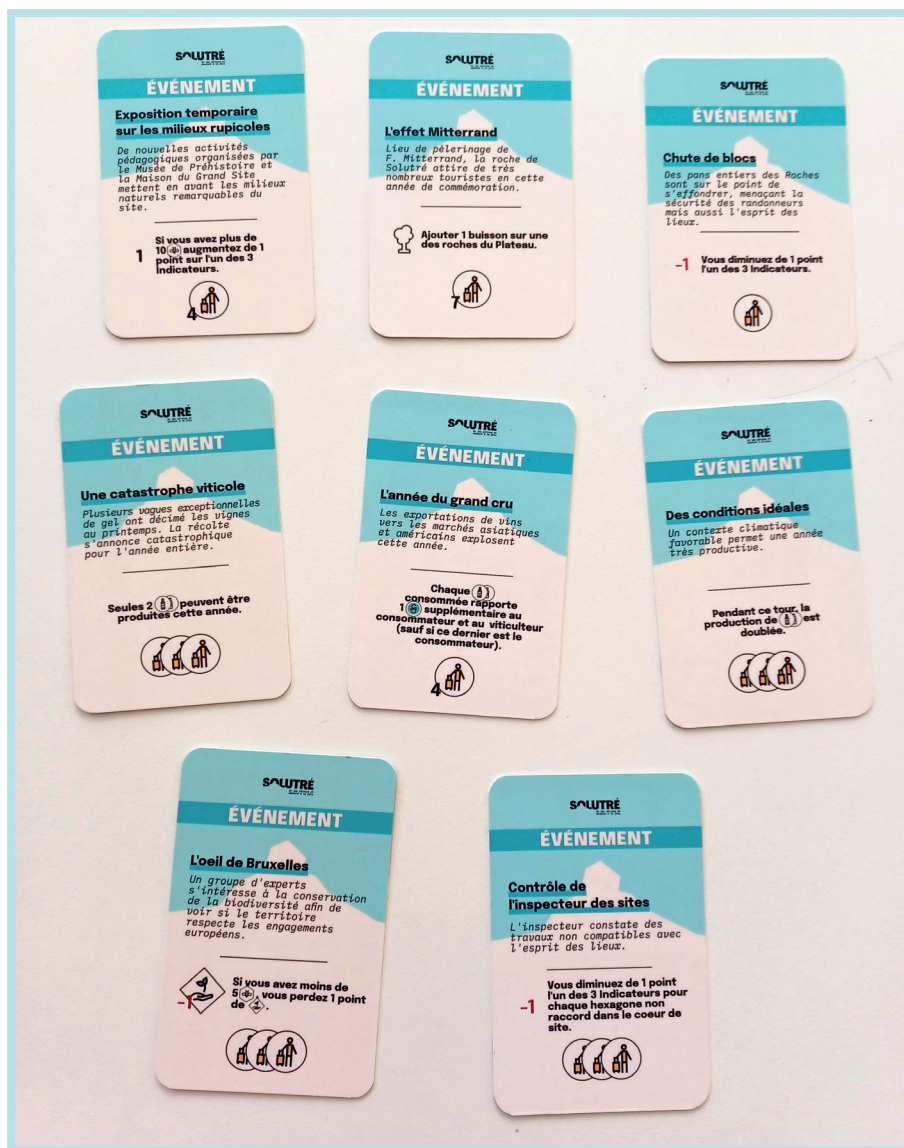 SOLUTRÉ
ÉVÉNEMENT
Exposition temporaire
sur les milieux rupicoles
De nouvelles activités
pédagogiques organisées par
le Musée de Préhistoire et
la Maison du Grand Site
mettent en avant les milieux
naturels remarquables du
site.
1
Si vous avez plus de
10 augmentez de 1
point sur l'un des 3
Indicateurs.
4
SOLUTRÉ
ÉVÉNEMENT
L'effet Mitterrand
Lieu de pèlerinage de
F. Mitterrand, la roche de
Solutré attire de très
nombreux touristes en cette
année de commémoration.
Ajouter 1 buisson sur une
des roches du Plateau.
7
SOLUTRÉ
ÉVÉNEMENT
Chute de blocs
Des pans entiers des Roches
sont sur le point de
s'effondrer, menaçant la
sécurité des randonneurs
mais aussi l'esprit des
lieux.
-1
Vous diminuez de 1 point
l'un des 3 Indicateurs.
SOLUTRÉ
ÉVÉNEMENT
Une catastrophe viticole
Plusieurs vagues exceptionnelles
de gel ont décimé les vignes
au printemps. La récolte
s'annonce catastrophique
pour l'année entière.
Seules 2 peuvent être
produites cette année.
SOLUTRÉ
ÉVÉNEMENT
L'année du grand cru
Les exportations de vins
vers les marchés asiatiques
et américains explosent
cette année.
Chaque
consommée rapporte
1 supplémentaire au
consommateur et au viticulteur
(sauf si ce dernier est le
consommateur).
4
SOLUTRÉ
ÉVÉNEMENT
Des conditions idéales
Un contexte climatique
favorable permet une année
très productive.
Pendant ce tour, la
production de est
doublée.
SOLUTRÉ
ÉVÉNEMENT
L'oeil de Bruxelles
Un groupe d'experts
s'intéresse à la conservation
de la biodiversité afin de
voir si le territoire
respecte les engagements
européens.
-1
Si vous avez moins de
5 , vous perdez 1 point
de .
SOLUTRÉ
ÉVÉNEMENT
Contrôle de
l'inspecteur des sites
L'inspecteur constate des
travaux non compatibles avec
l'esprit des lieux.
-1
Vous diminuez de 1 point
l'un des 3 Indicateurs pour
chaque hexagone non
raccord dans le coeur de
site.